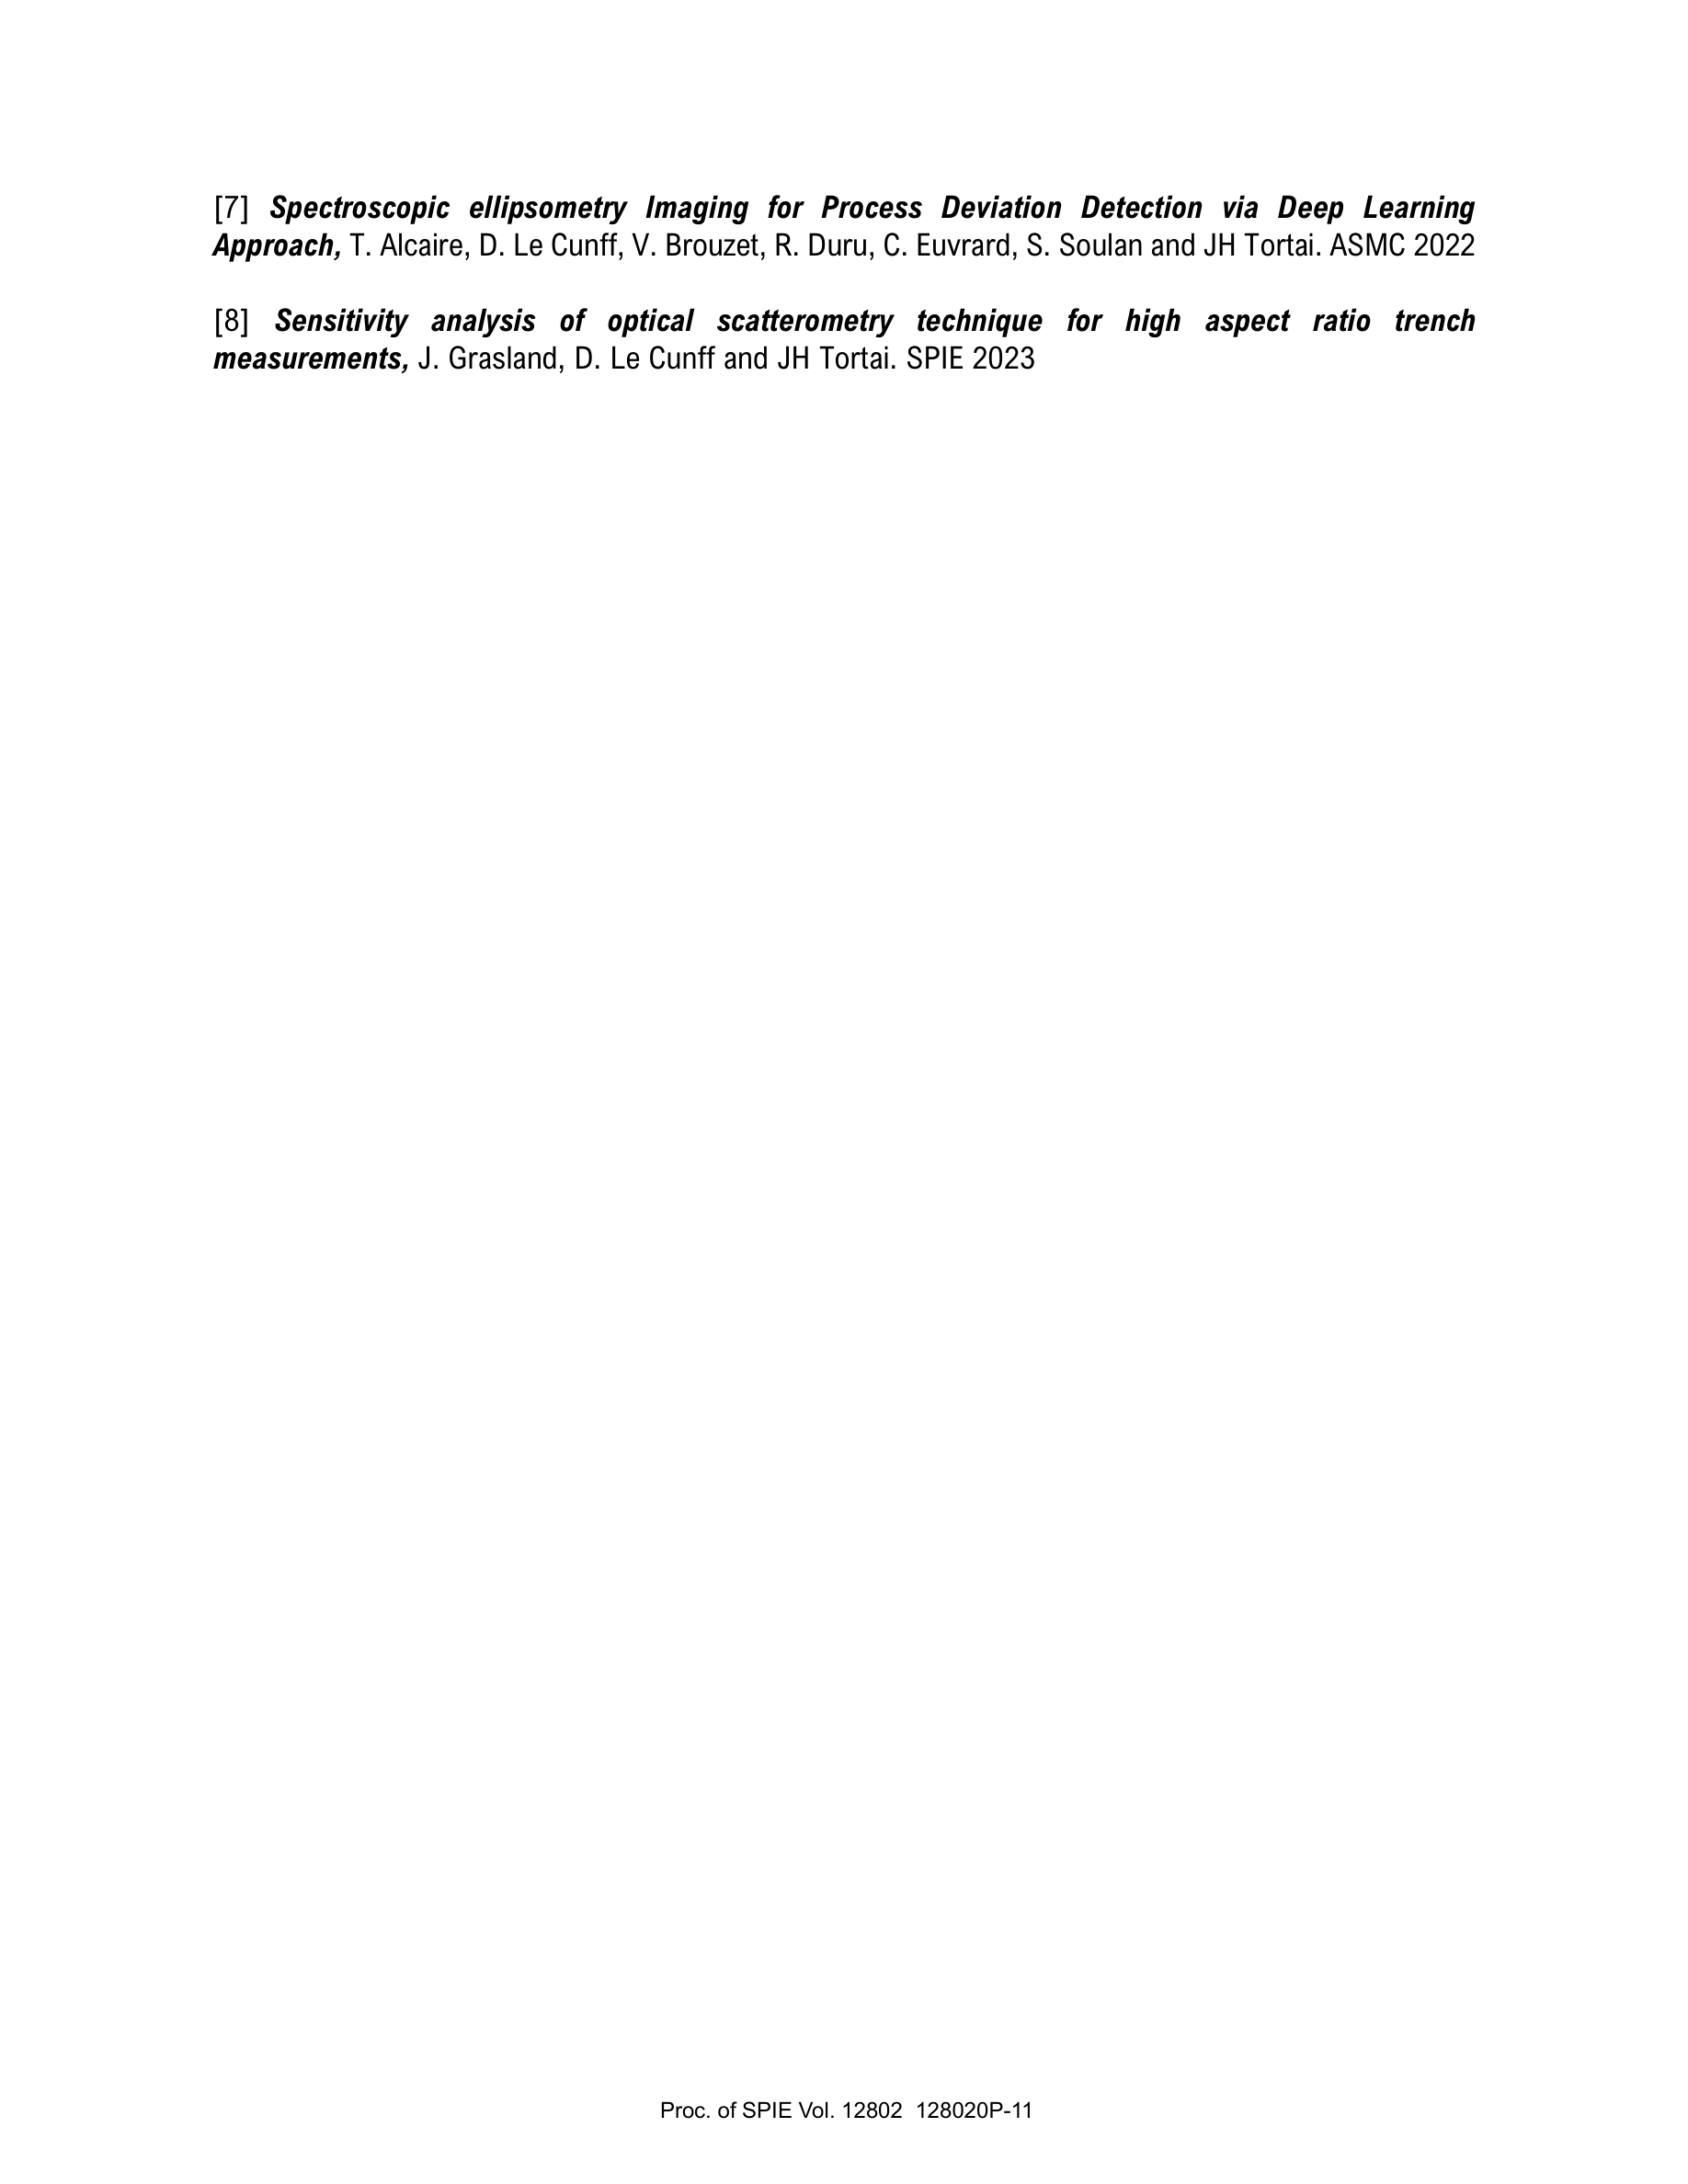 [7] Spectroscopic ellipsometry Imaging for Process Deviation Detection via Deep Learning
Approach, T. Alcaire, D. Le Cunff, V. Brouzet, R. Duru, C. Euvrard, S. Soulan and JH Tortai. ASMC 2022
[8] Sensitivity analysis of optical scatterometry technique for high aspect ratio trench
measurements, J. Grasland, D. Le Cunff and JH Tortai. SPIE 2023
Proc. of SPIE Vol. 12802 128020P-11